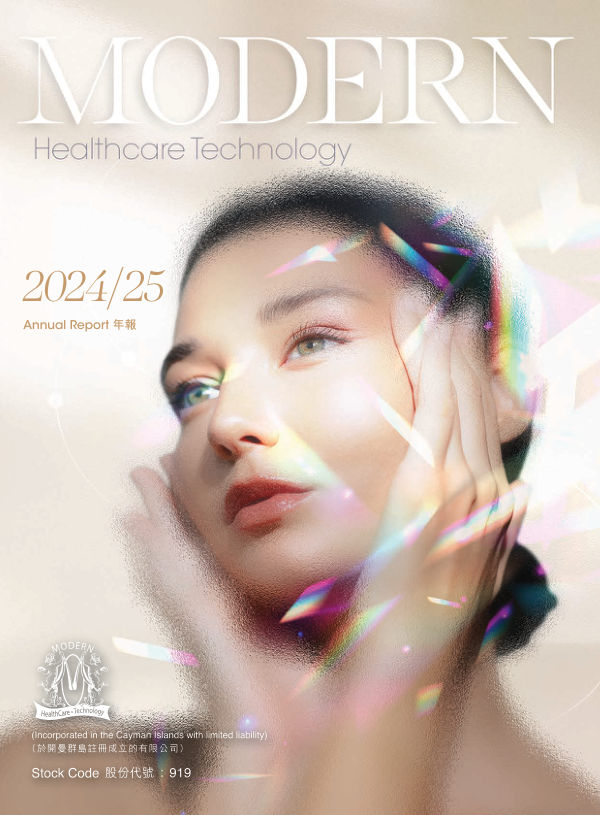 MODERN
Healthcare Technology
2024/25
Annual Report 年報
MODERN
M
HealthCare • Technology
(Incorporated in the Cayman Islands with limited liability)
(於開曼群島註冊成立的有限公司)
Stock Code 股份代號 : 919